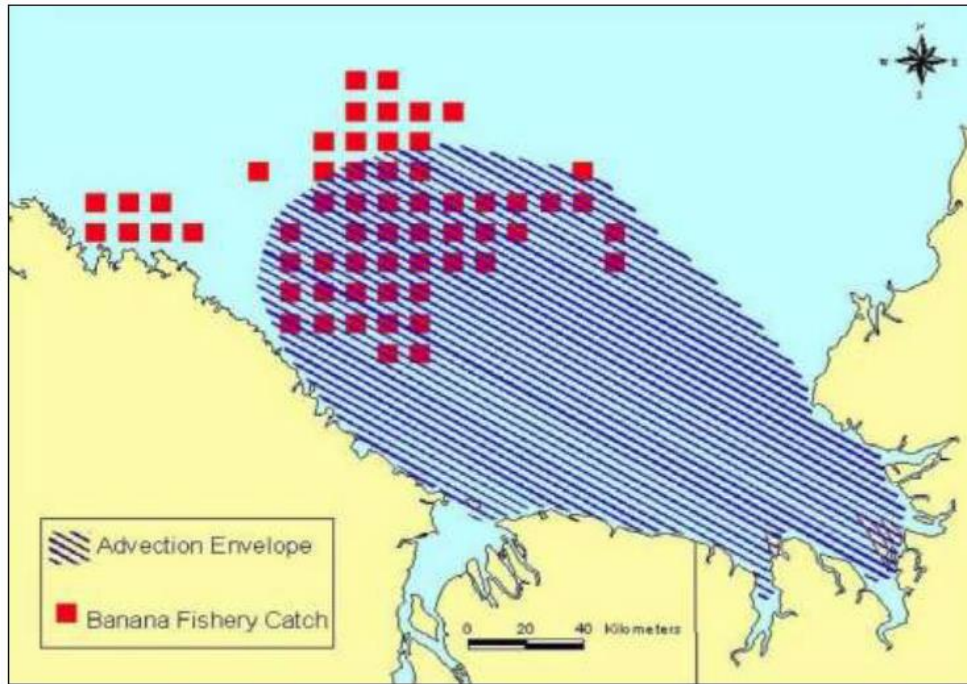 N
W E
S
Advection Envelope
Banana Fishery Catch
0 20 40 Kilometers